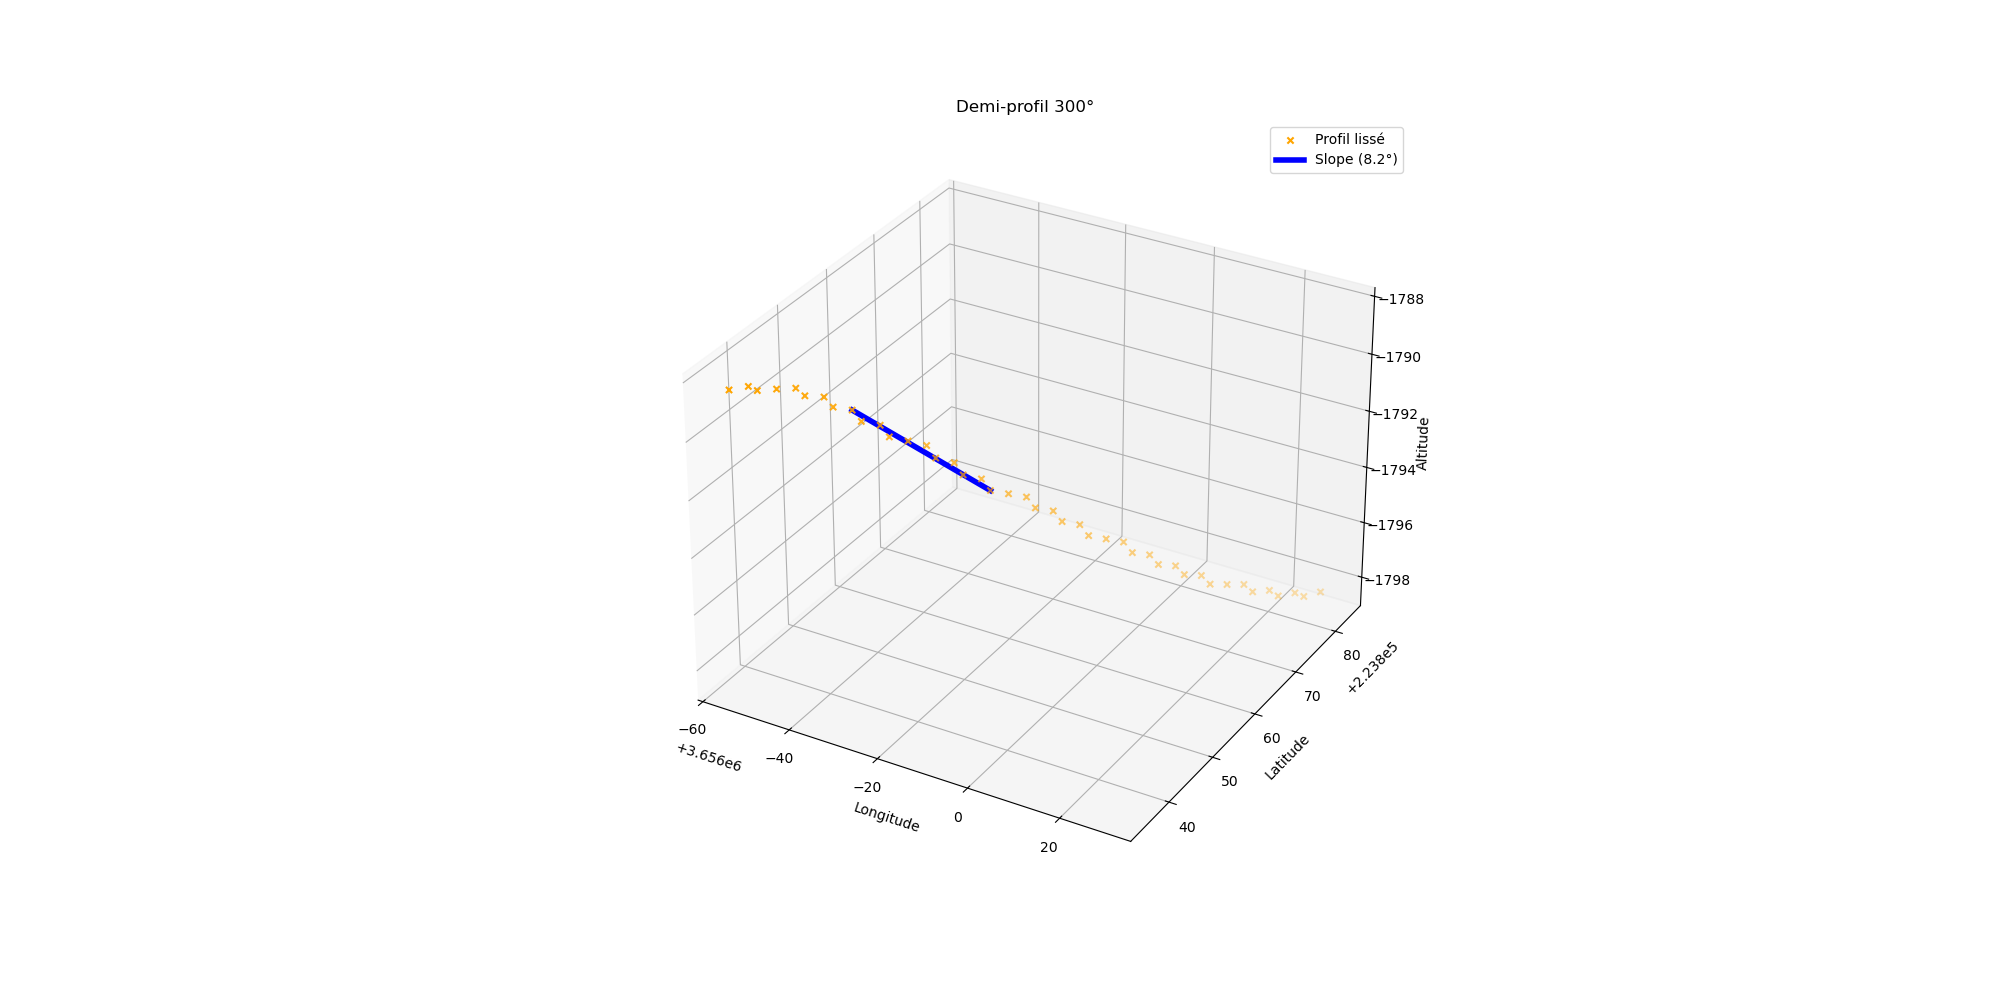 Demi-profil 300°
Profil lissé
Slope (8.2°)
−1788
−1790
−1792
−1794
−1796
−1798
Altitude
80
70
60
50
40
+2.238e5
Latitude
−60
−40
−20
0
20
+3.656e6
Longitude